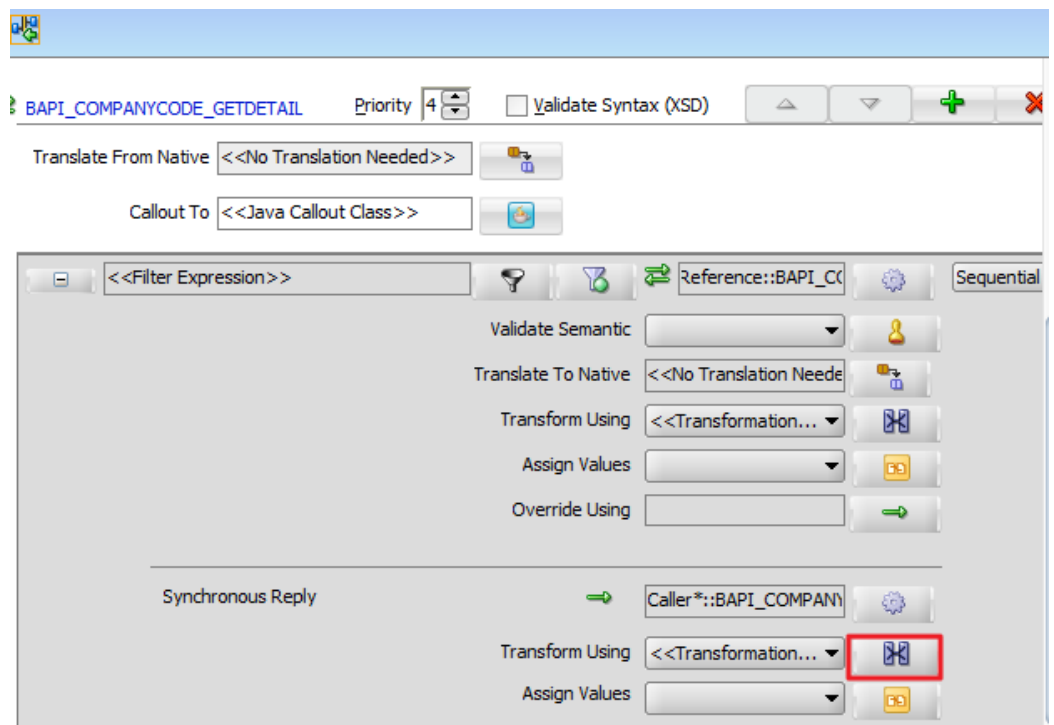 BAPI_COMPANYCODE_GETDETAIL Priority 4 Validate Syntax (XSD)
Translate From Native <<No Translation Needed>>
Callout To <<Java Callout Class>>
<<Filter Expression>> Reference::BAPI_CO Sequential
Validate Semantic
Translate To Native <<No Translation Neede
Transform Using <<Transformation...
Assign Values
Override Using
Synchronous Reply Caller*::BAPI_COMPANY
Transform Using <<Transformation...
Assign Values